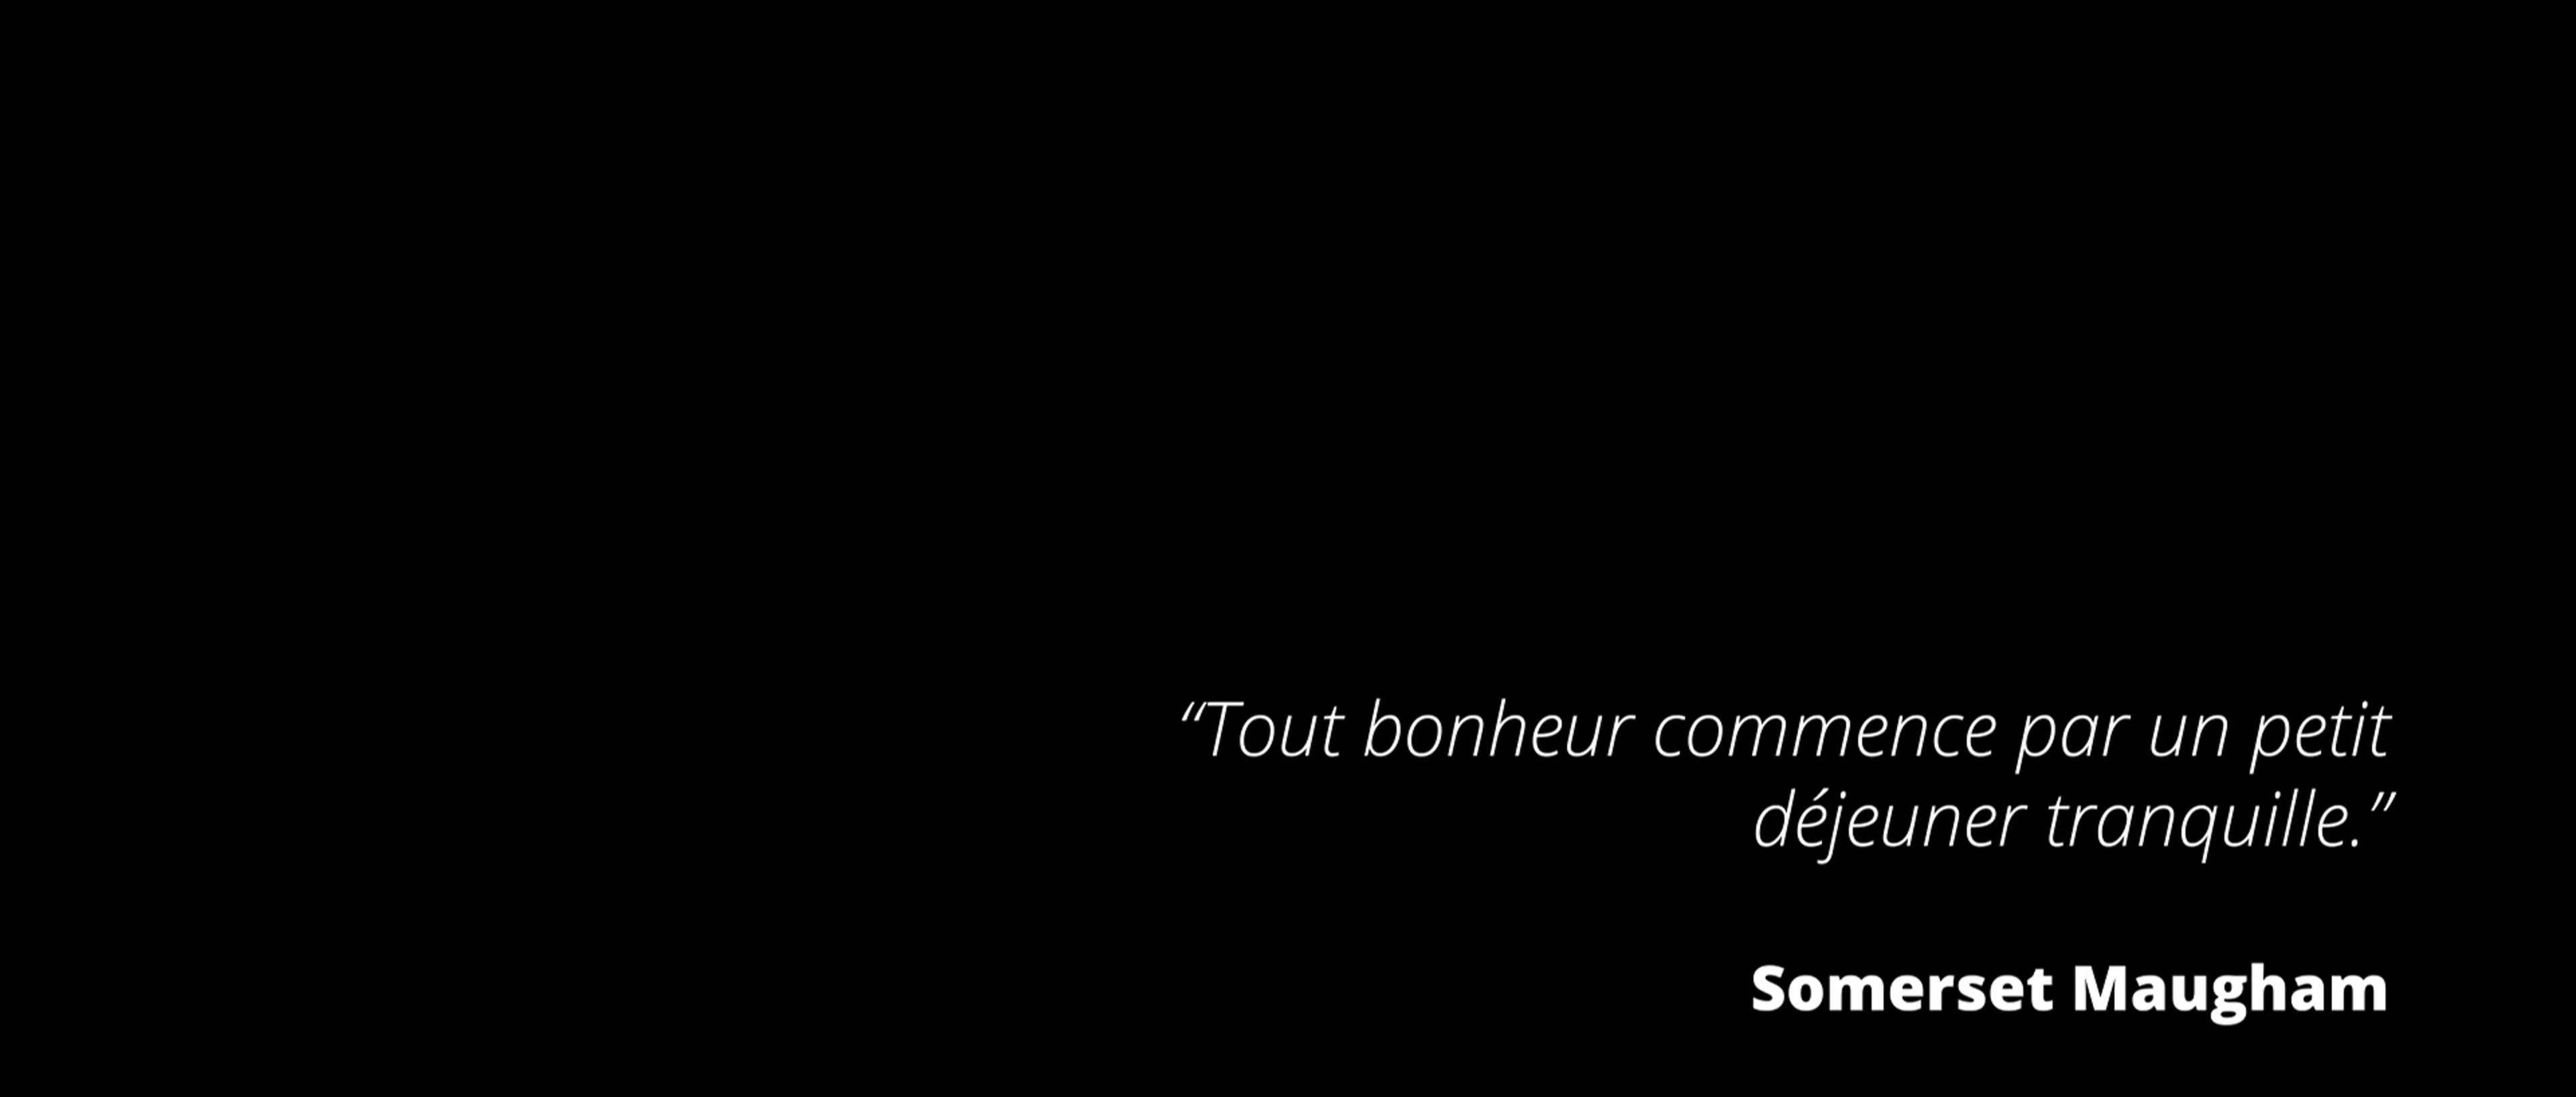 “Tout bonheur commence par un petit
déjeuner tranquille.”
Somerset Maugham